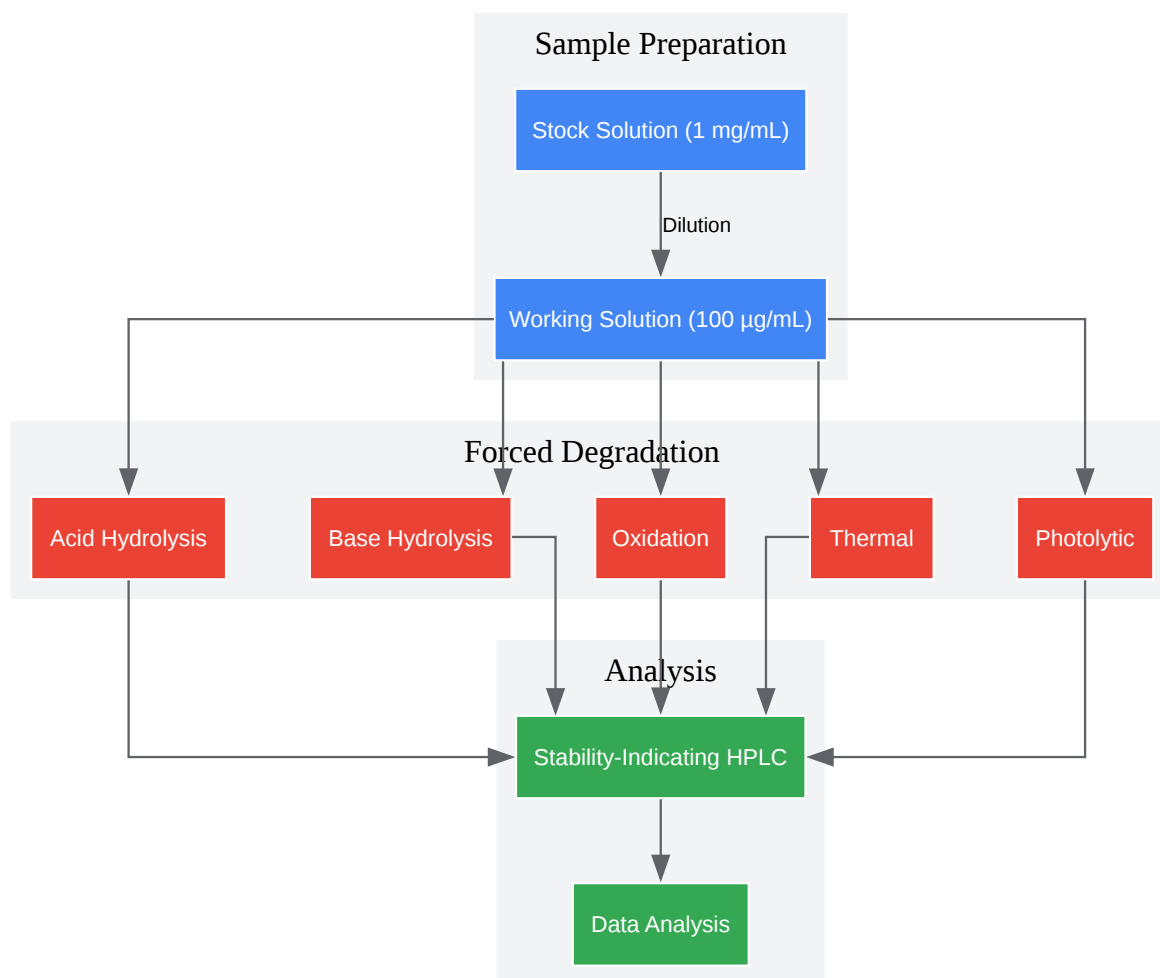 Sample Preparation
Stock Solution (1 mg/mL)
Dilution
Working Solution (100 µg/mL)
Forced Degradation
Acid Hydrolysis
Base Hydrolysis
Oxidation
Thermal
Photolytic
Analysis
Stability-Indicating HPLC
Data Analysis